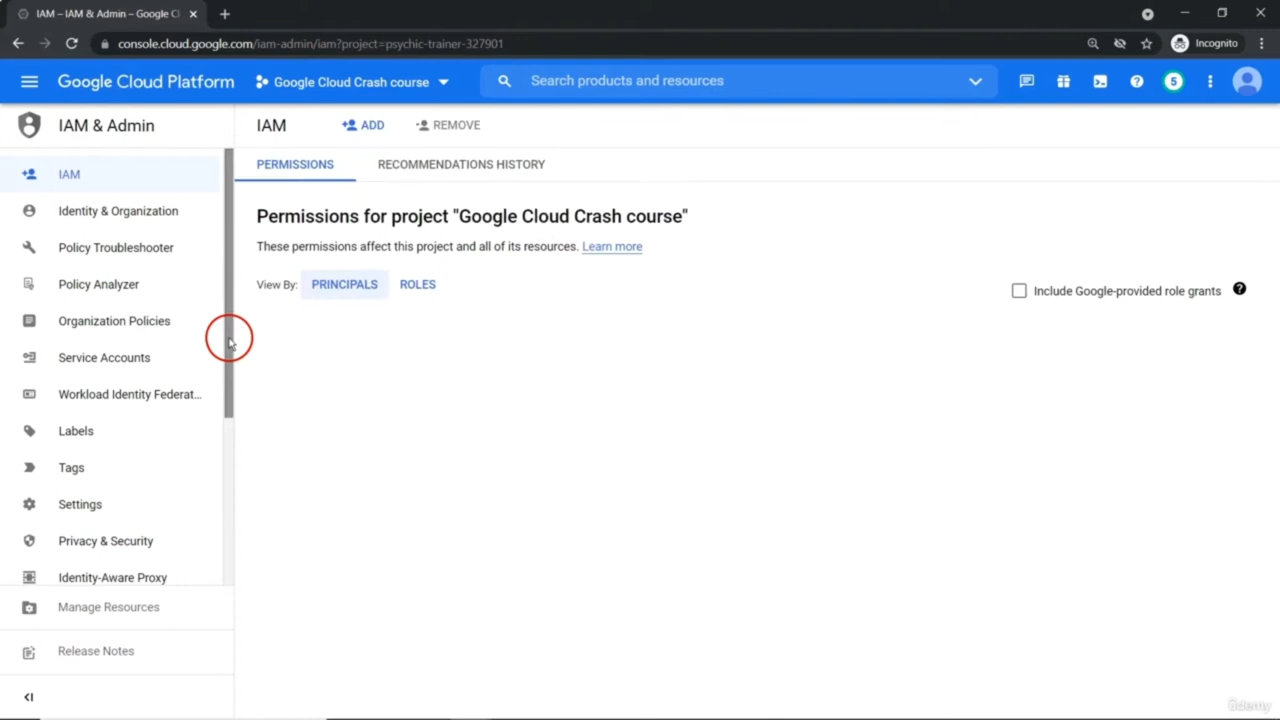 IAM – IAM & Admin – Google Cl
console.cloud.google.com/iam-admin/iam?project=psychic-trainer-327901
Incognito
Google Cloud Platform
Google Cloud Crash course
Search products and resources
5
IAM & Admin
IAM
ADD
REMOVE
PERMISSIONS
RECOMMENDATIONS HISTORY
IAM
Identity & Organization
Policy Troubleshooter
Policy Analyzer
Organization Policies
Service Accounts
Workload Identity Federat...
Labels
Tags
Settings
Privacy & Security
Identity-Aware Proxy
Manage Resources
Release Notes
Permissions for project "Google Cloud Crash course"
These permissions affect this project and all of its resources. Learn more
View By: PRINCIPALS ROLES
Include Google-provided role grants
ûdemy